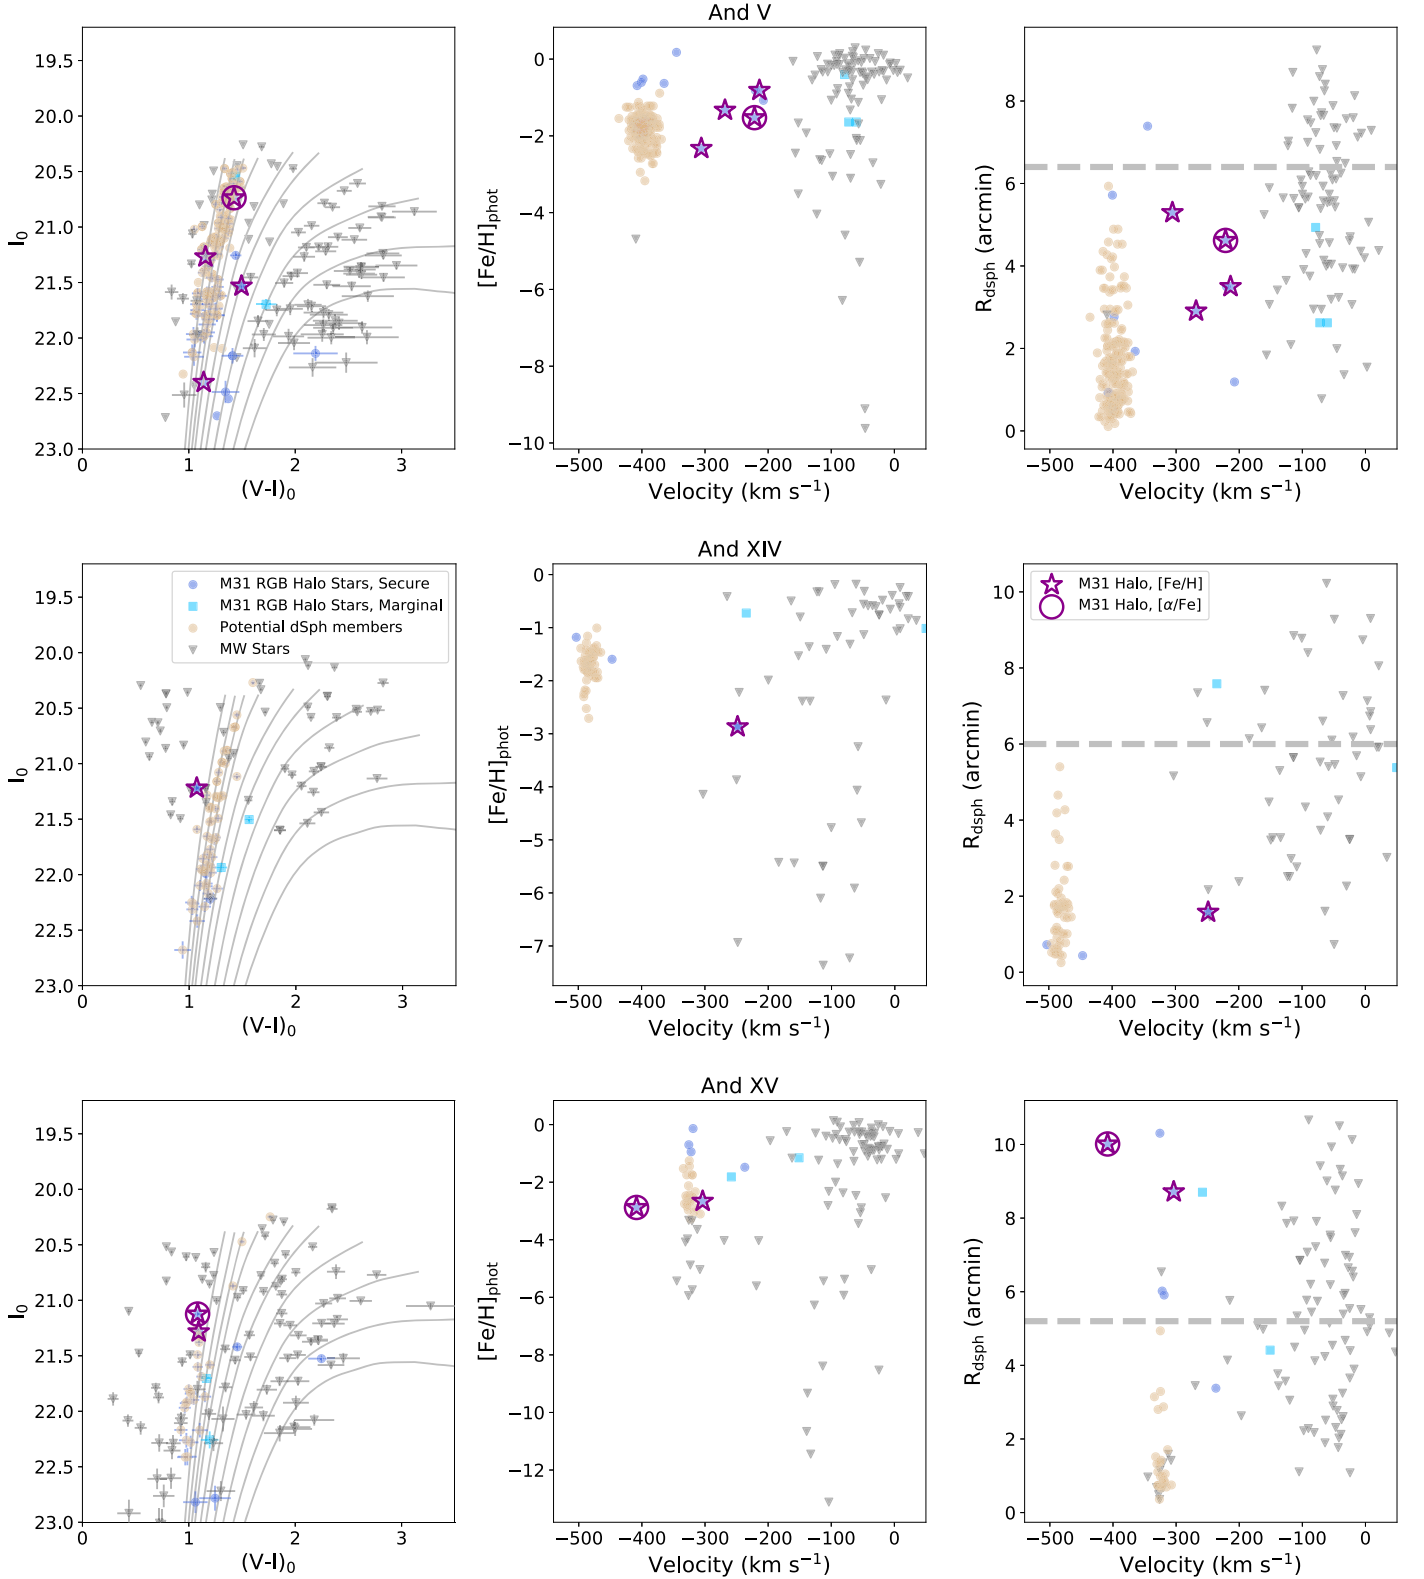 And V
19.5
20.0
20.5
21.0
21.5
22.0
22.5
23.0
I0
0 1 2 3
(V-I)0
0
−2
−4
−6
−8
−10
[Fe/H]phot
−500 −400 −300 −200 −100 0
Velocity (km s−1)
8
6
4
2
0
Rdsph (arcmin)
−500 −400 −300 −200 −100 0
Velocity (km s−1)
And XIV
19.5
20.0
20.5
21.0
21.5
22.0
22.5
23.0
I0
M31 RGB Halo Stars, Secure
M31 RGB Halo Stars, Marginal
Potential dSph members
MW Stars
0 1 2 3
(V-I)0
0
−1
−2
−3
−4
−5
−6
−7
[Fe/H]phot
−500 −400 −300 −200 −100 0
Velocity (km s−1)
M31 Halo, [Fe/H]
M31 Halo, [α/Fe]
10
8
6
4
2
0
Rdsph (arcmin)
−500 −400 −300 −200 −100 0
Velocity (km s−1)
And XV
19.5
20.0
20.5
21.0
21.5
22.0
22.5
23.0
I0
0 1 2 3
(V-I)0
0
−2
−4
−6
−8
−10
−12
[Fe/H]phot
−500 −400 −300 −200 −100 0
Velocity (km s−1)
10
8
6
4
2
0
Rdsph (arcmin)
−500 −400 −300 −200 −100 0
Velocity (km s−1)